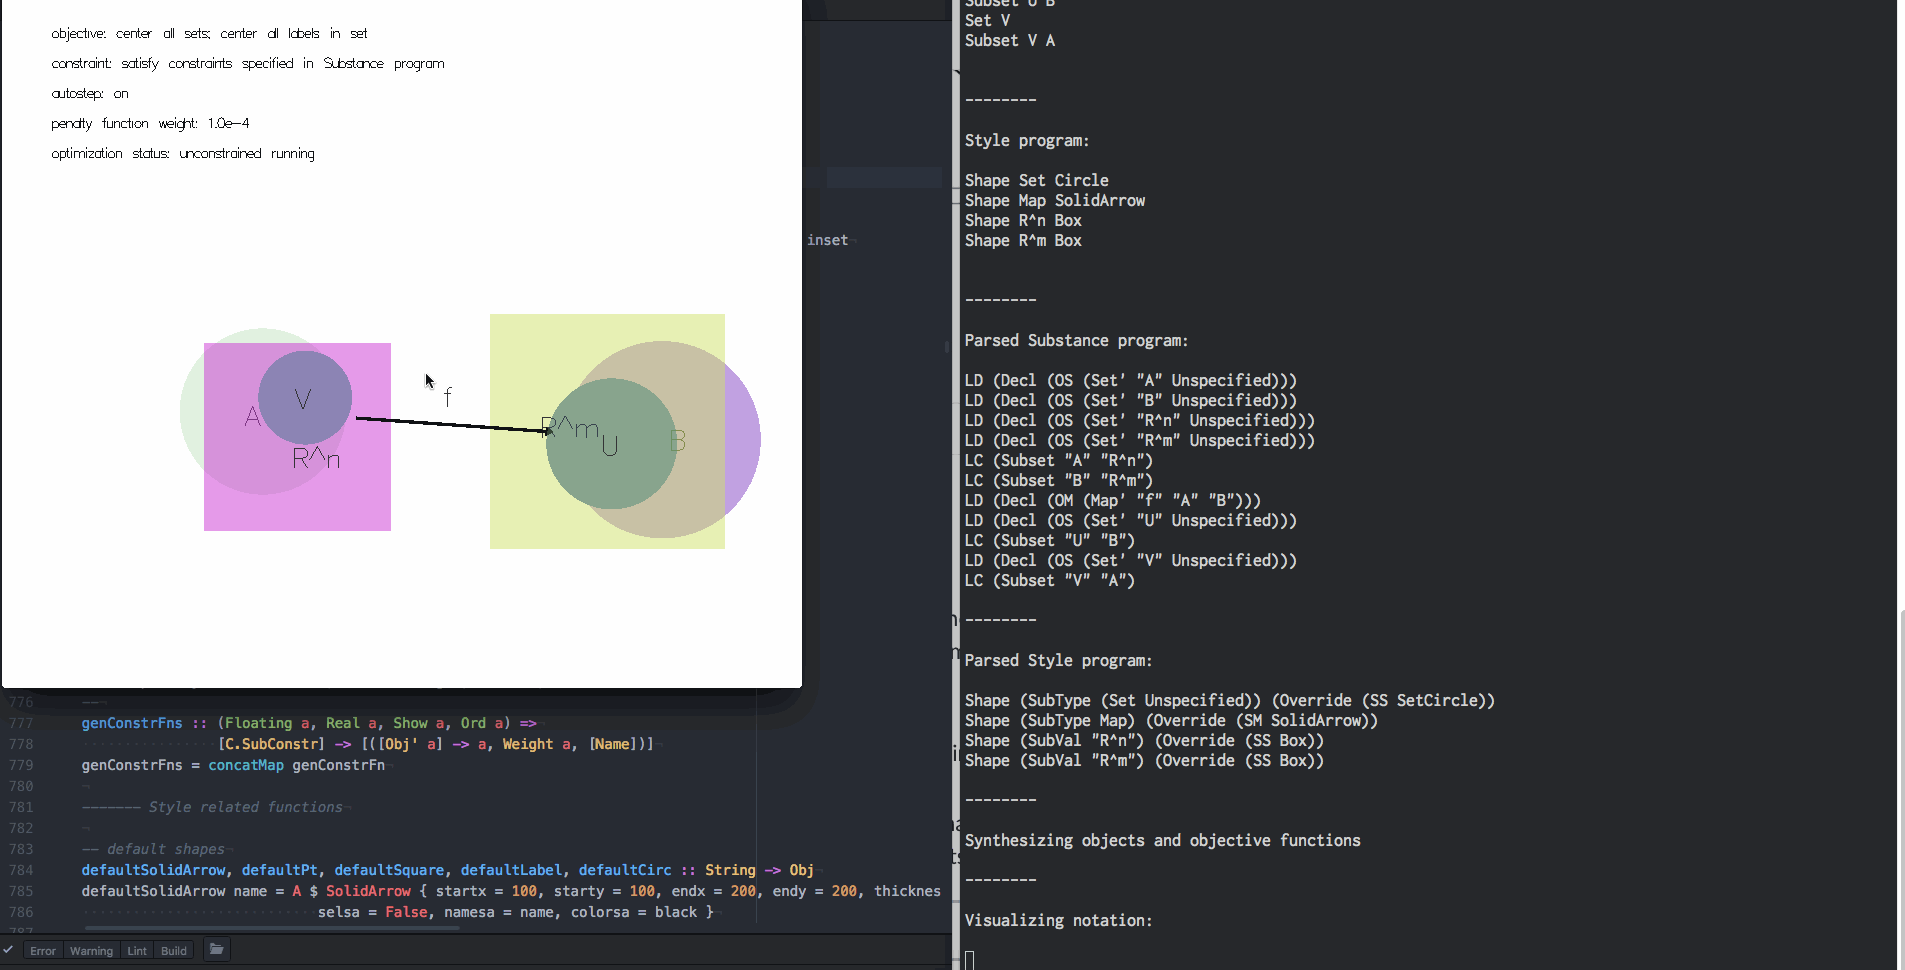 objective: center all sets; center all labels in set
constraint: satisfy constraints specified in Substance program
autostep: on
penalty function weight: 1.0e-4
optimization status: unconstrained running
inset
A
V
R^n
f
R^m
U
B
776
777 genConstrFns :: (Floating a, Real a, Show a, Ord a) =>
778 [C.SubConstr] -> [([Obj' a] -> a, Weight a, [Name])]
779 genConstrFns = concatMap genConstrFn
780
781 ------- Style related functions
782
783 -- default shapes
784 defaultSolidArrow, defaultPt, defaultSquare, defaultLabel, defaultCirc :: String -> Obj
785 defaultSolidArrow name = A $ SolidArrow { startx = 100, starty = 100, endx = 200, endy = 200, thicknes
786 selsa = False, namesa = name, colorsa = black }
787
Error Warning Lint Build
Subset U B
Set V
Subset V A
--------
Style program:
Shape Set Circle
Shape Map SolidArrow
Shape R^n Box
Shape R^m Box
--------
Parsed Substance program:
LD (Decl (OS (Set' "A" Unspecified)))
LD (Decl (OS (Set' "B" Unspecified)))
LD (Decl (OS (Set' "R^n" Unspecified)))
LD (Decl (OS (Set' "R^m" Unspecified)))
LC (Subset "A" "R^n")
LC (Subset "B" "R^m")
LD (Decl (OM (Map' "f" "A" "B")))
LD (Decl (OS (Set' "U" Unspecified)))
LC (Subset "U" "B")
LD (Decl (OS (Set' "V" Unspecified)))
LC (Subset "V" "A")
--------
Parsed Style program:
Shape (SubType (Set Unspecified)) (Override (SS SetCircle))
Shape (SubType Map) (Override (SM SolidArrow))
Shape (SubVal "R^n") (Override (SS Box))
Shape (SubVal "R^m") (Override (SS Box))
--------
Synthesizing objects and objective functions
--------
Visualizing notation: